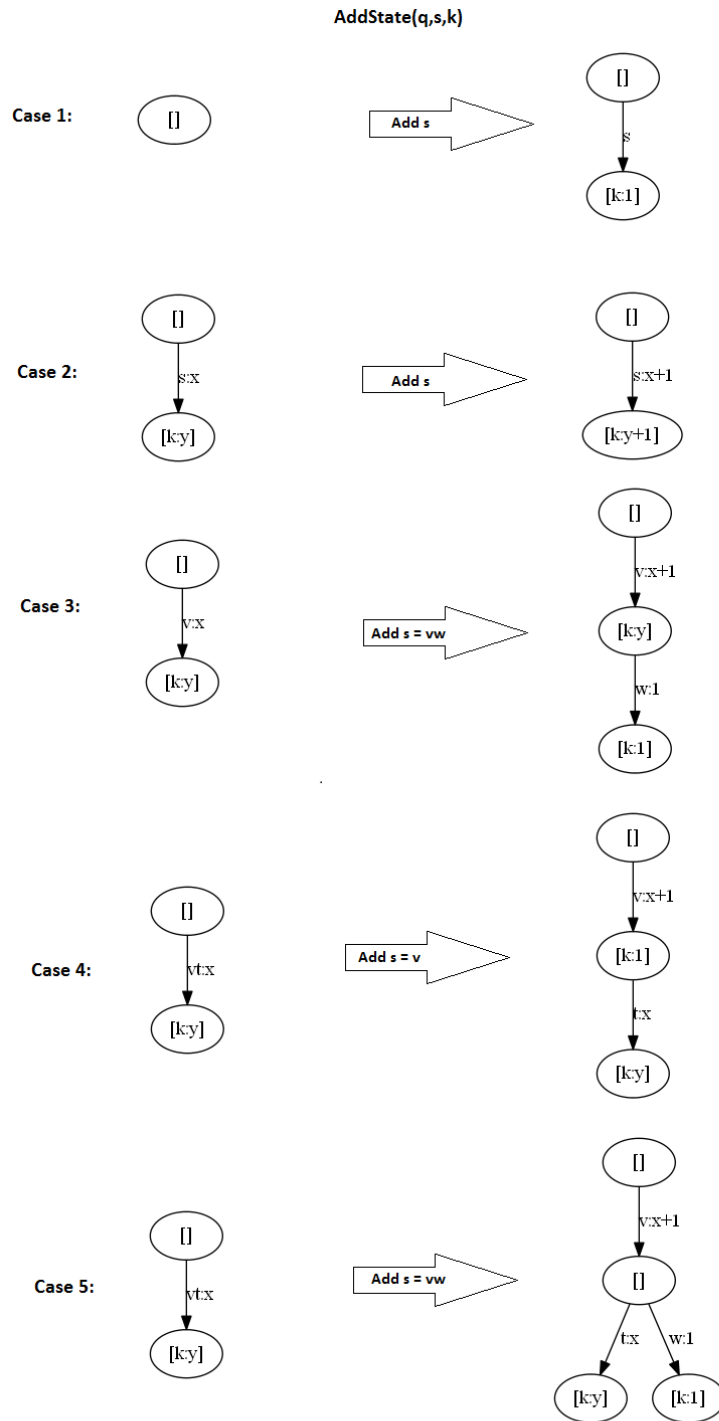 AddState(q,s,k)
Case 1:
[]
Add s
[]
s
[k:1]
Case 2:
[]
s:x
[k:y]
Add s
[]
s:x+1
[k:y+1]
Case 3:
[]
v:x
[k:y]
Add s = vw
[]
v:x+1
[k:y]
w:1
[k:1]
Case 4:
[]
vt:x
[k:y]
Add s = v
[]
v:x+1
[k:1]
t:x
[k:y]
Case 5:
[]
vt:x
[k:y]
Add s = vw
[]
v:x+1
[]
t:x
w:1
[k:y]
[k:1]